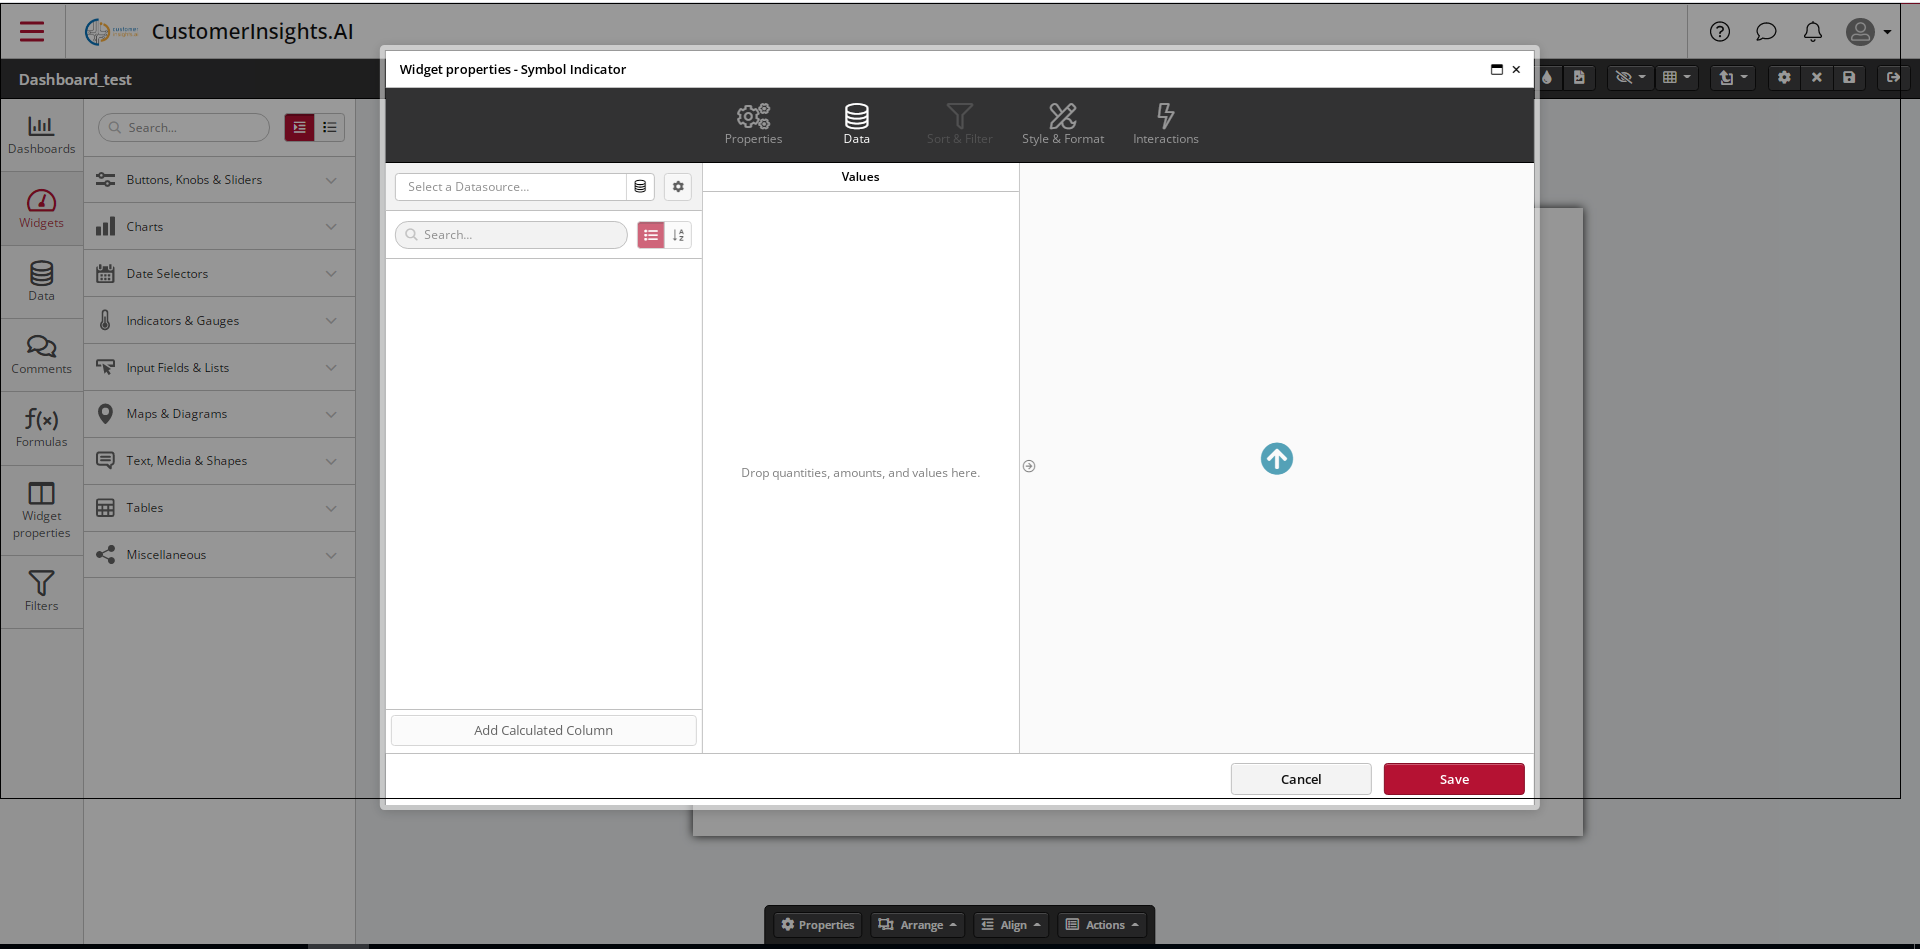 CustomerInsights.AI
Dashboard_test
Dashboards
Widgets
Data
Comments
f(x)
Formulas
Widget
properties
Filters
Search...
Buttons, Knobs & Sliders
Charts
Date Selectors
Indicators & Gauges
Input Fields & Lists
Maps & Diagrams
Text, Media & Shapes
Tables
Miscellaneous
Widget properties - Symbol Indicator
Properties
Data
Sort & Filter
Style & Format
Interactions
Select a Datasource...
Search...
Add Calculated Column
Values
Drop quantities, amounts, and values here.
Cancel
Save
Properties
Arrange
Align
Actions